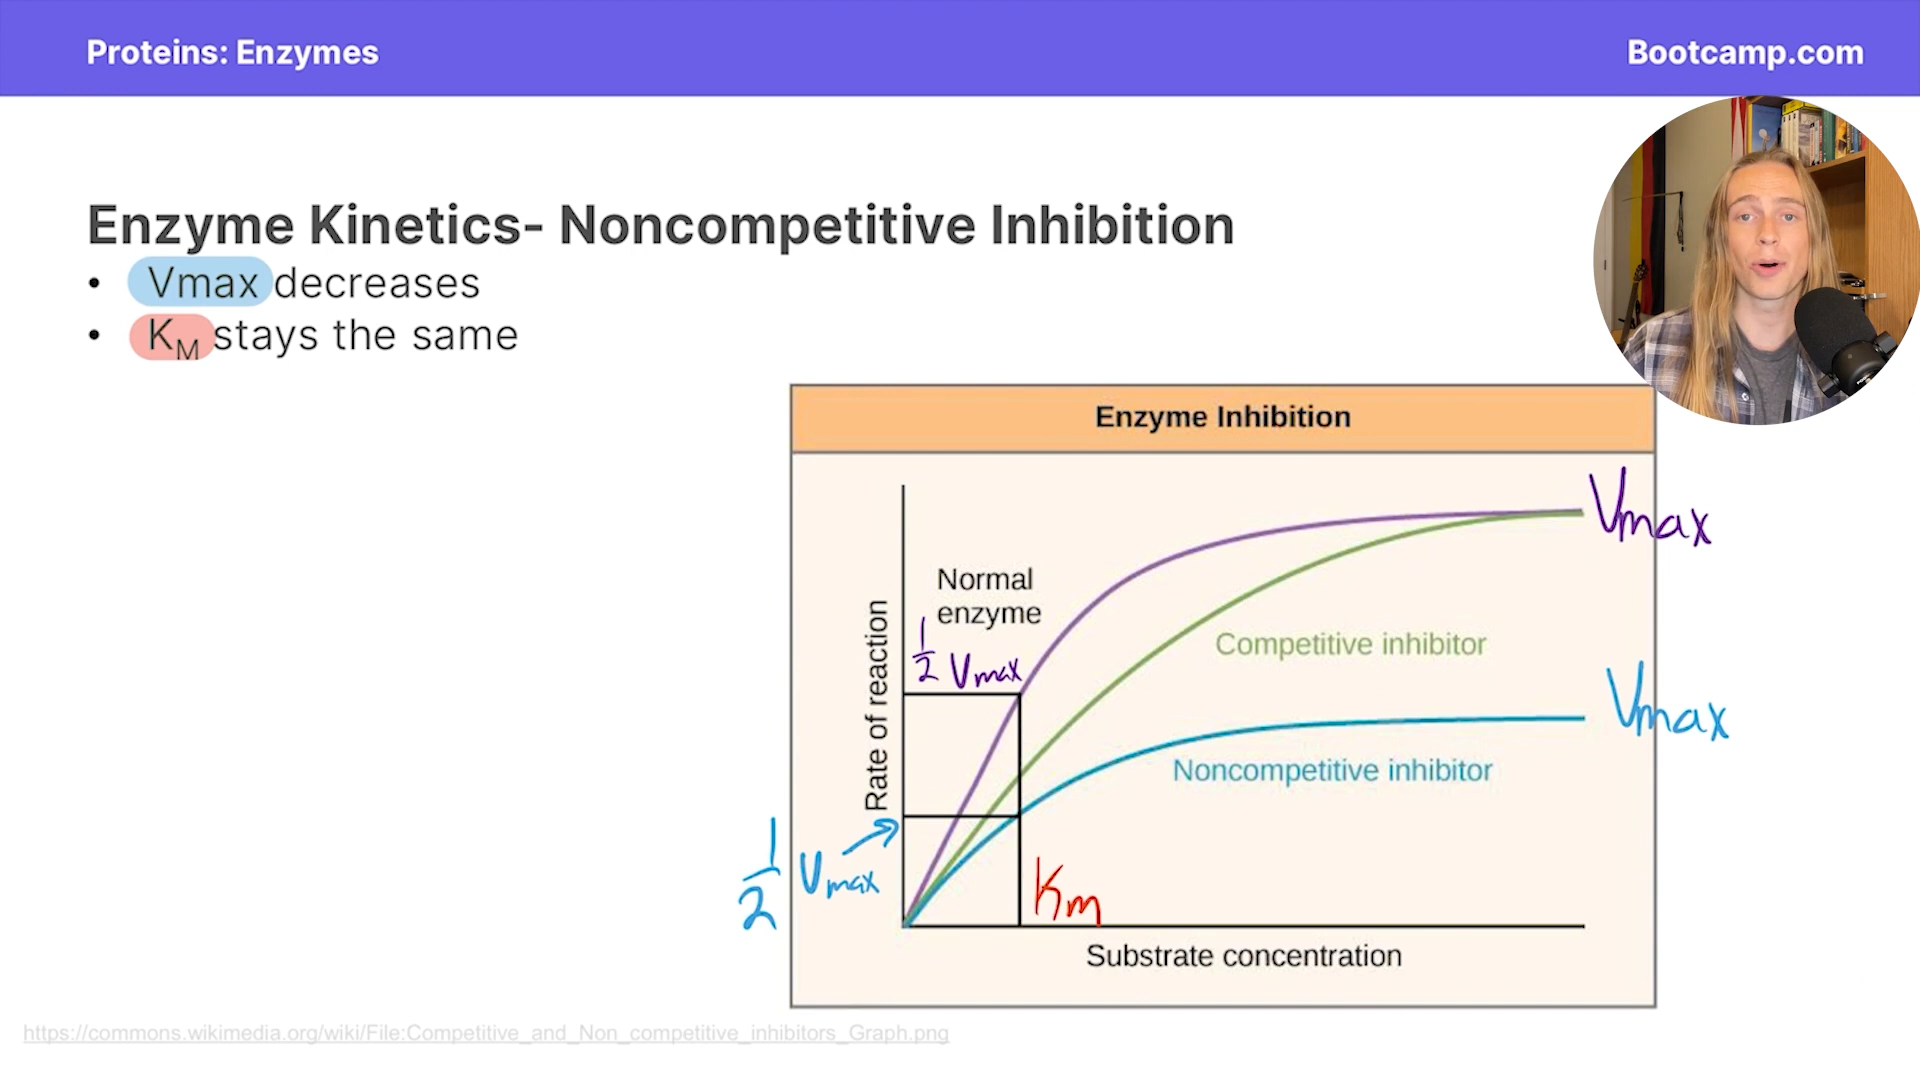 Proteins: Enzymes
Bootcamp.com
Enzyme Kinetics- Noncompetitive Inhibition
• Vmax decreases
• KM stays the same
Enzyme Inhibition
Vmax
Normal
enzyme
1/2 Vmax
Competitive inhibitor
Rate of reaction
Vmax
Noncompetitive inhibitor
1/2 Vmax
Km
Substrate concentration
https://commons.wikimedia.org/wiki/File:Competitive_and_Non_competitive_inhibitors_Graph.png